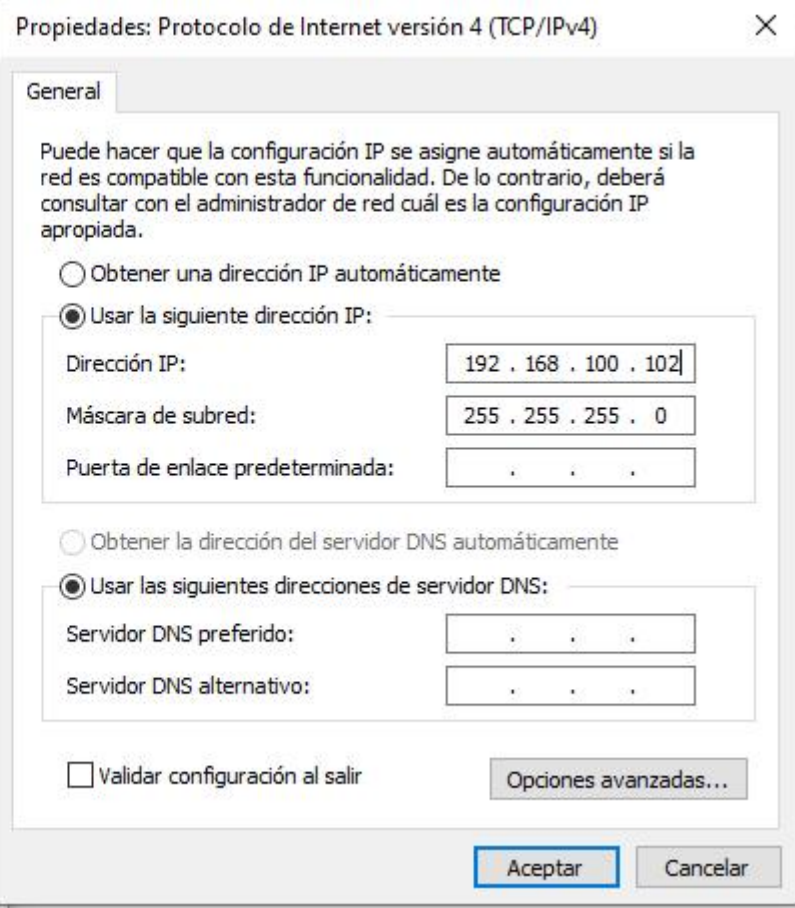 Propiedades: Protocolo de Internet versión 4 (TCP/IPv4)
General
Puede hacer que la configuración IP se asigne automáticamente si la
red es compatible con esta funcionalidad. De lo contrario, deberá
consultar con el administrador de red cuál es la configuración IP
apropiada.
Obtener una dirección IP automáticamente
Usar la siguiente dirección IP:
Dirección IP: 192 . 168 . 100 . 102
Máscara de subred: 255 . 255 . 255 . 0
Puerta de enlace predeterminada: . . .
Obtener la dirección del servidor DNS automáticamente
Usar las siguientes direcciones de servidor DNS:
Servidor DNS preferido: . . .
Servidor DNS alternativo: . . .
Validar configuración al salir Opciones avanzadas...
Aceptar Cancelar